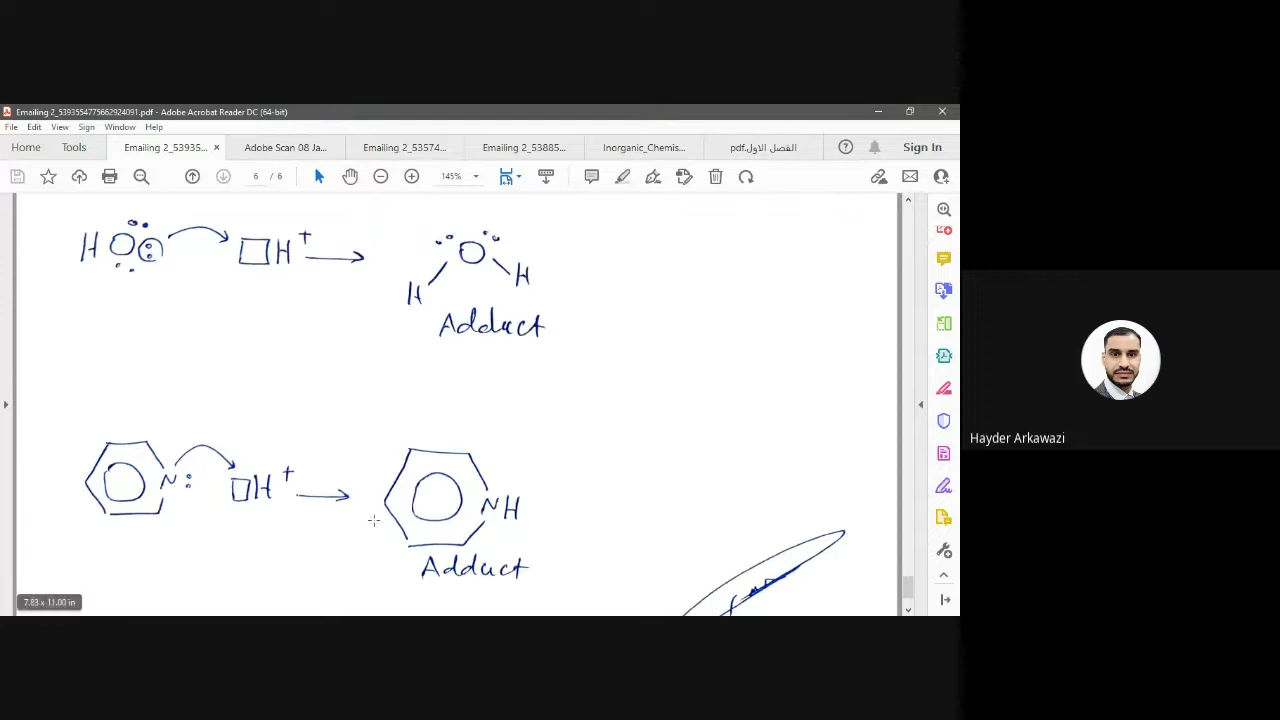 Emailing 2_5393554775662924091.pdf - Adobe Acrobat Reader DC (64-bit)
File Edit View Sign Window Help
Home Tools Emailing 2_53935... × Adobe Scan 08 Ja... Emailing 2_53574... Emailing 2_53885... Inorganic_Chemis... الفصل الاول.pdf Sign In
6 / 6 145%
H O H+ O
H H
Adduct
N H+ NH
Adduct
7.83 x 11.00 in
Hayder Arkawazi